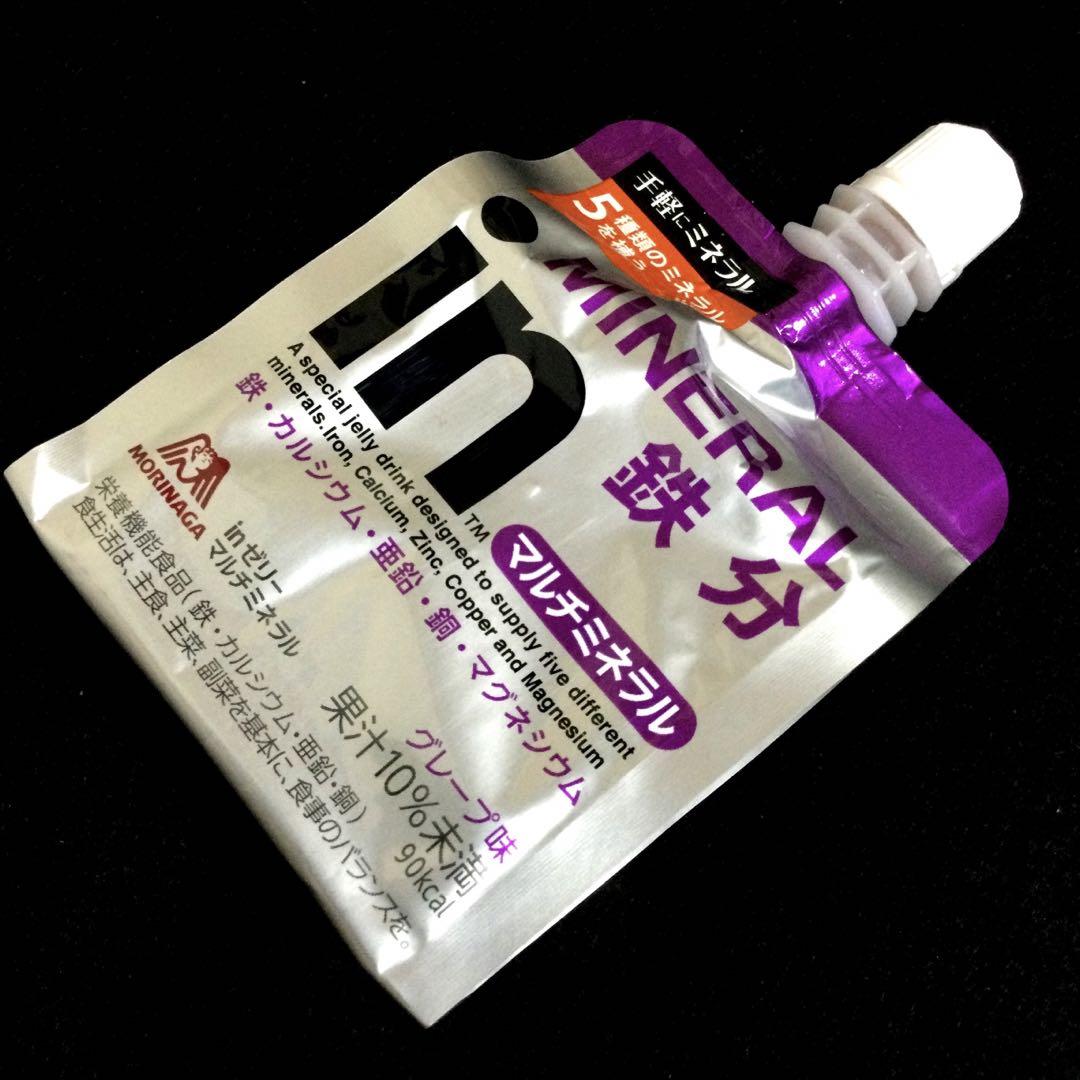 手軽にミネラル
5種類のミネラル
を補う
MINERAL
鉄分
in™
マルチミネラル
A special jelly drink designed to supply five different
minerals.Iron, Calcium, Zinc, Copper and Magnesium
鉄・カルシウム・亜鉛・銅・マグネシウム
グレープ味
果汁10%未満
90kcal
MORINAGA
inゼリー
マルチミネラル
栄養機能食品(鉄・カルシウム・亜鉛・銅)
食生活は、主食、主菜、副菜を基本に、食事のバランスを。